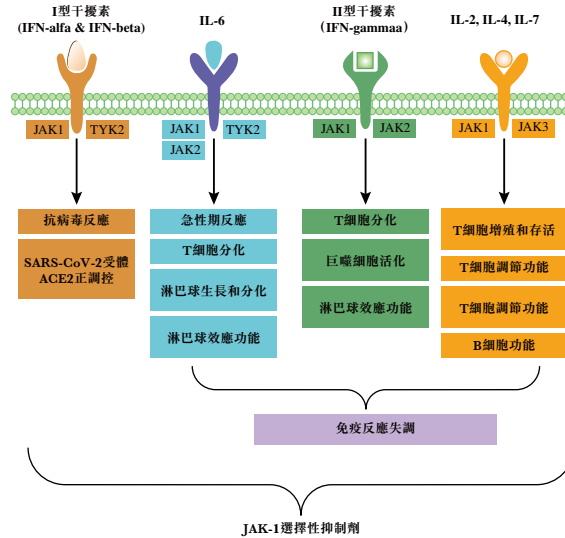 I型干擾素
(IFN-alfa & IFN-beta)
IL-6
II型干擾素
(IFN-gammaa)
IL-2, IL-4, IL-7
JAK1
TYK2
JAK1
TYK2
JAK2
JAK1
JAK2
JAK1
JAK3
抗病毒反應
SARS-CoV-2受體
ACE2正調控
急性期反應
T細胞分化
淋巴球生長和分化
淋巴球效應功能
T細胞分化
巨噬細胞活化
淋巴球效應功能
T細胞增殖和存活
T細胞調節功能
T細胞調節功能
B細胞功能
免疫反應失調
JAK-1選擇性抑制劑